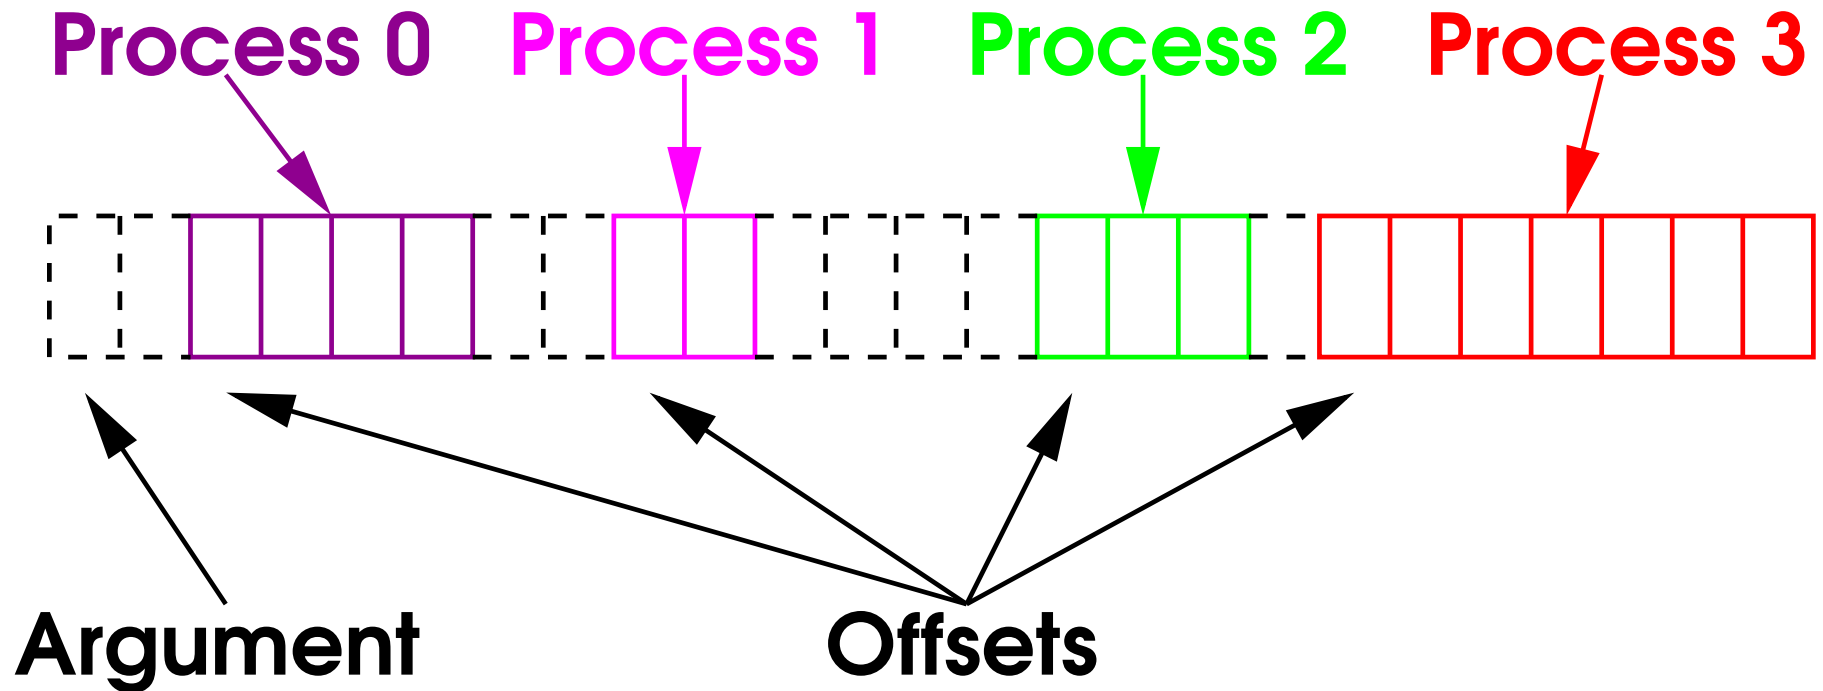 Process 0 Process 1 Process 2 Process 3
Argument Offsets